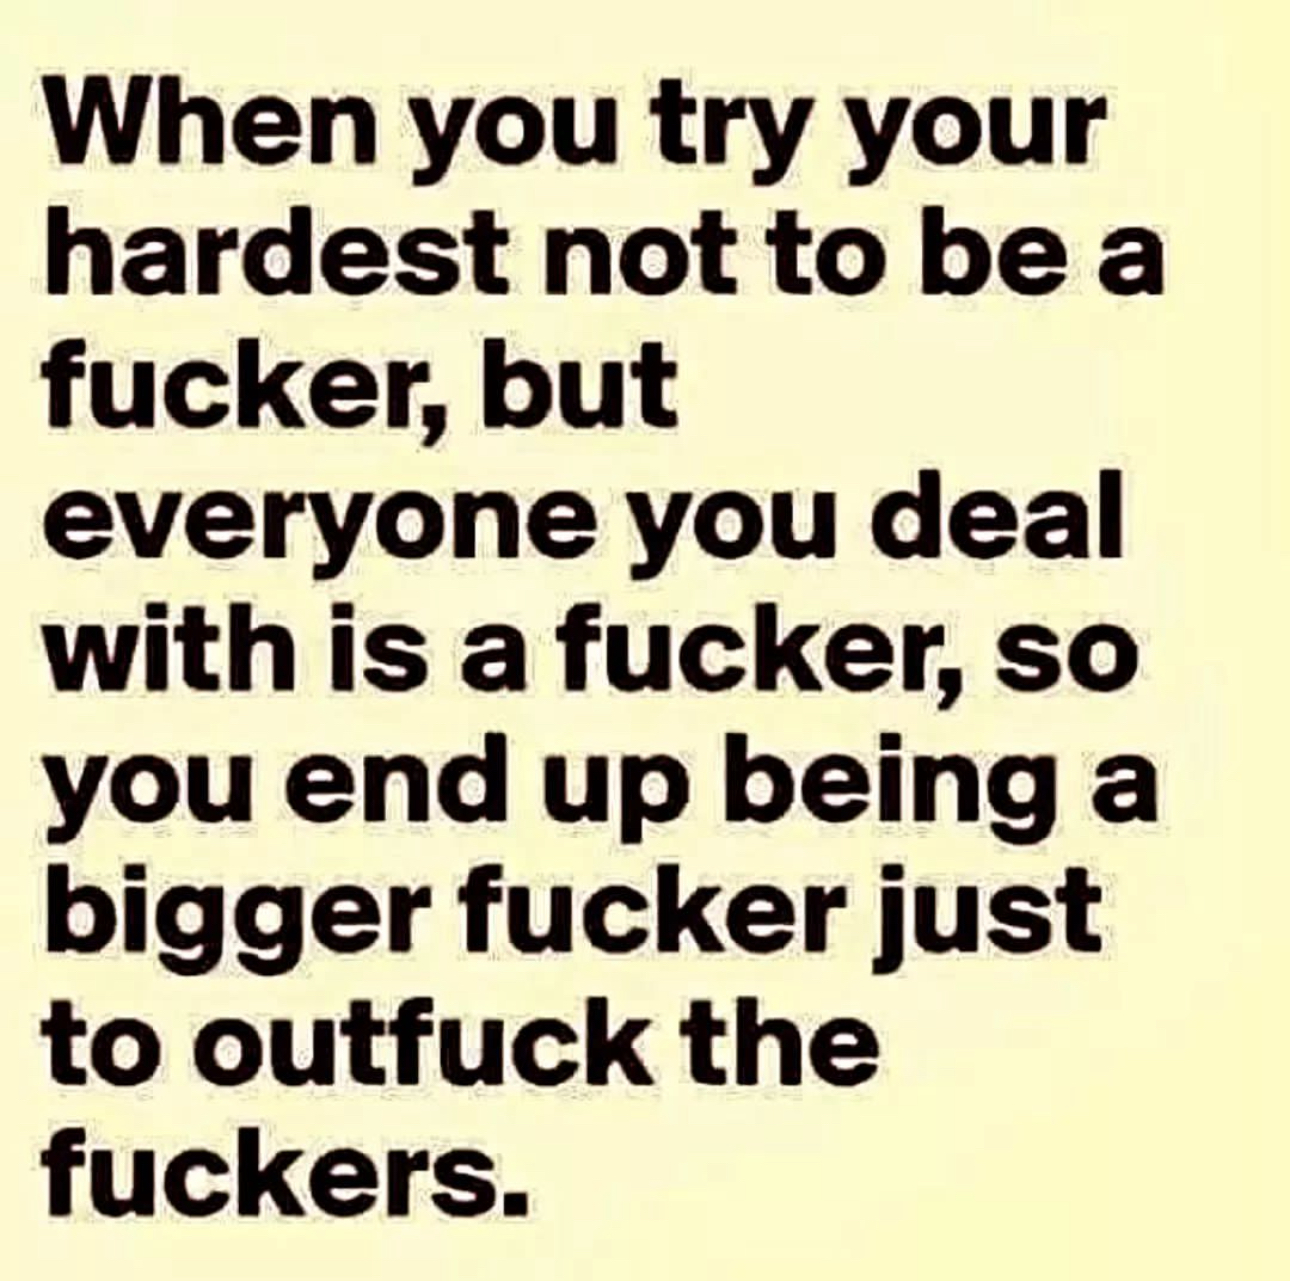 When you try your
hardest not to be a
fucker, but
everyone you deal
with is a fucker, so
you end up being a
bigger fucker just
to outfuck the
fuckers.